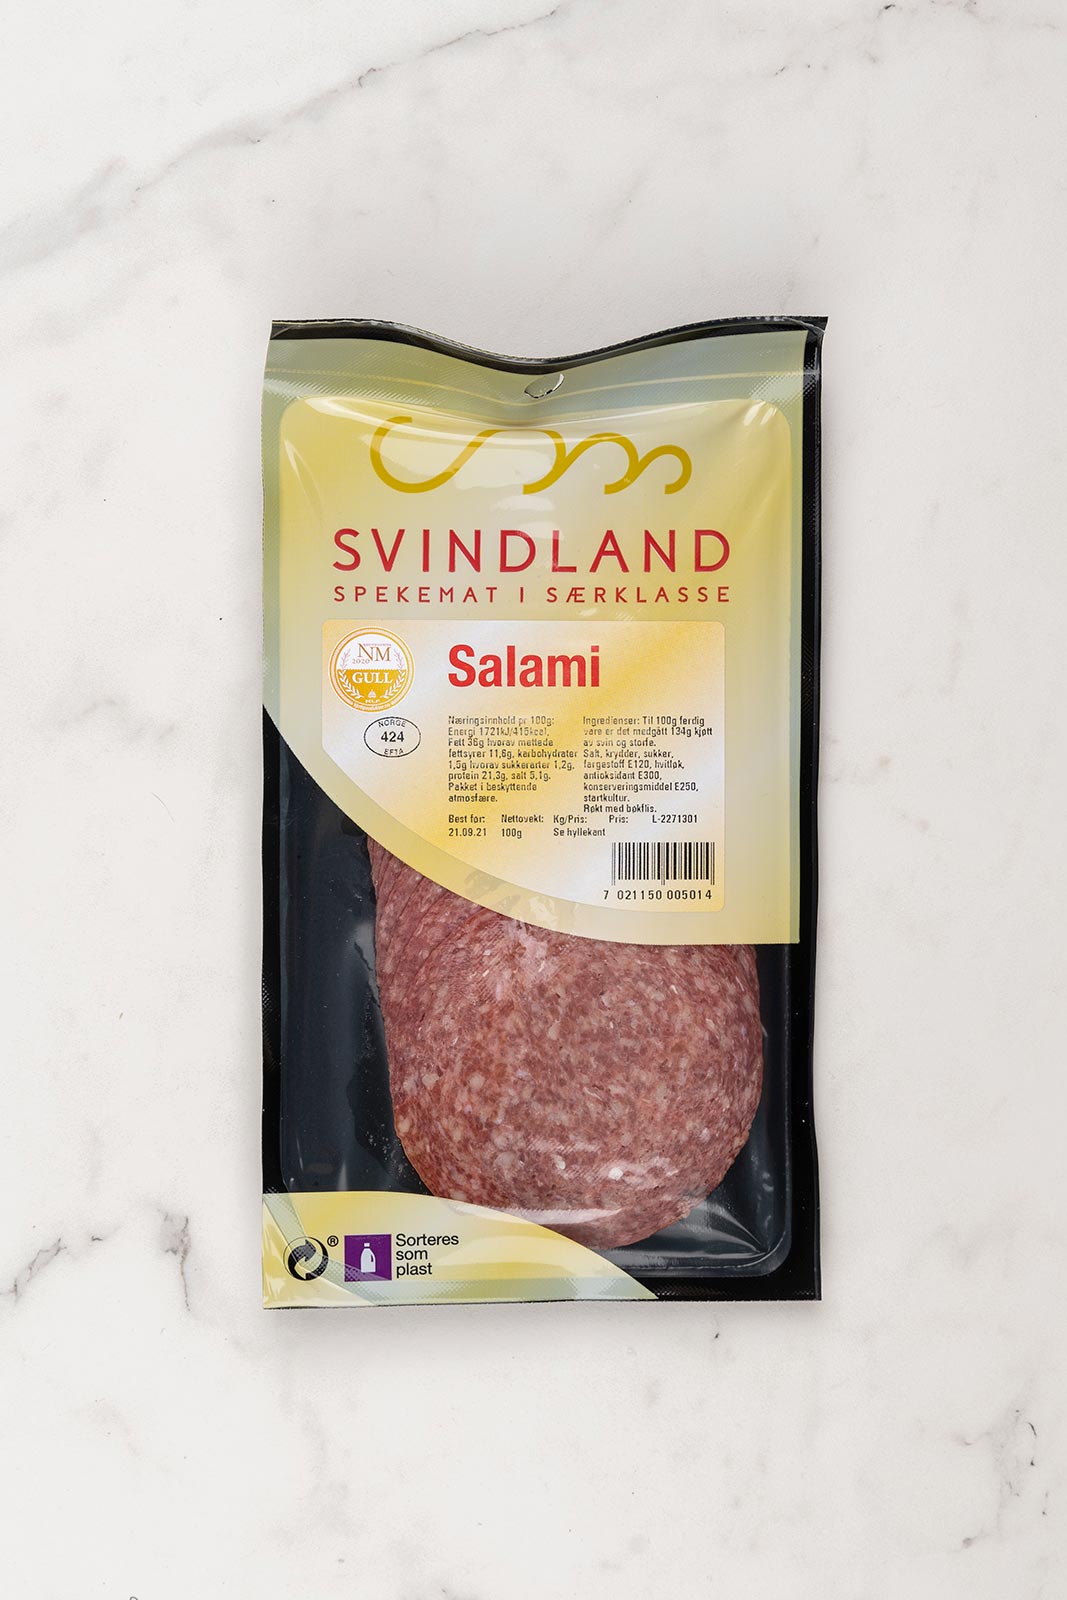 SVINDLAND
SPEKEMAT I SÆRKLASSE
NM
2020
GULL
Salami
NORGE
424
EFTA
Næringsinnhold pr 100g:
Energi 1721kJ/415kcal,
Fett 36g hvorav mettede
fettsyrer 11,6g, karbohydrater
1,5g hvorav sukkerarter 1,2g,
protein 21,3g, salt 5,1g.
Pakket i beskyttende
atmosfære.
Ingredienser: Til 100g ferdig
vare er det medgått 134g kjøtt
av svin og storfe.
Salt, krydder, sukker,
fargestoff E120, hvitløk,
antioksidant E300,
konserveringsmiddel E250,
startkultur.
Røkt med bøkflis.
Best før: Nettovekt: Kg/Pris: Pris: L-2271301
21.09.21 100g Se hyllekant
7 021150 005014
®
Sorteres
som
plast